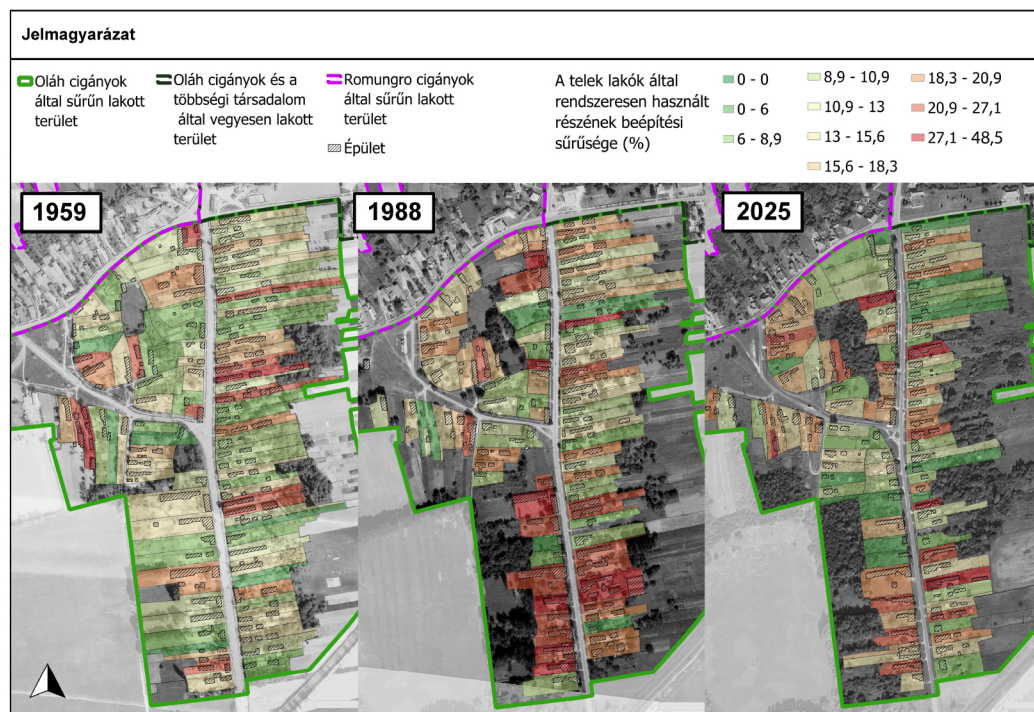 Jelmagyarázat
Oláh cigányok
által sűrűn lakott
terület
Oláh cigányok és a
többségi társadalom
által vegyesen lakott
terület
Romungro cigányok
által sűrűn lakott
terület
Épület
A telek lakók által
rendszeresen használt
részének beépítési
sűrűsége (%)
0 - 0
0 - 6
6 - 8,9
8,9 - 10,9
10,9 - 13
13 - 15,6
15,6 - 18,3
18,3 - 20,9
20,9 - 27,1
27,1 - 48,5
1959
1988
2025